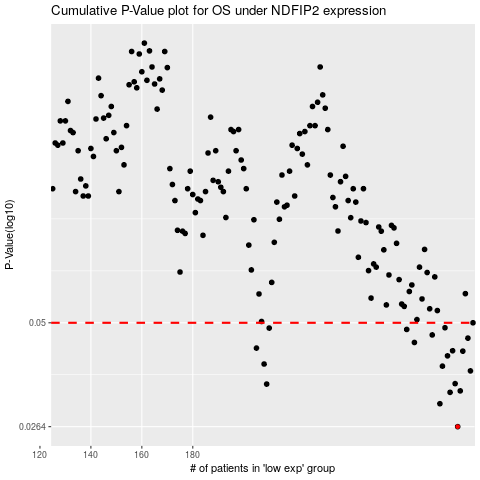 Cumulative P-Value plot for OS under NDFIP2 expression
P-Value(log10)
0.05
0.0264
120 140 160 180
# of patients in 'low exp' group